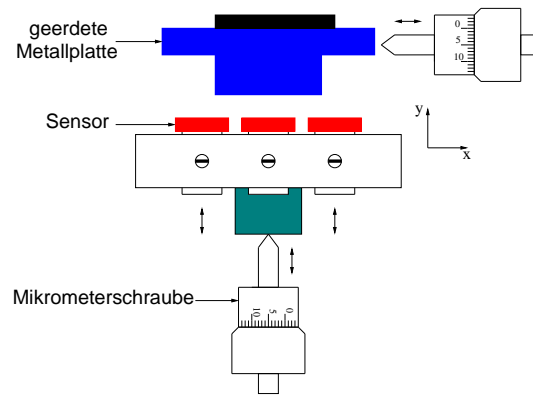 geerdete
Metallplatte
0
5
10
Sensor
y
x
Mikrometerschraube
10 5 0